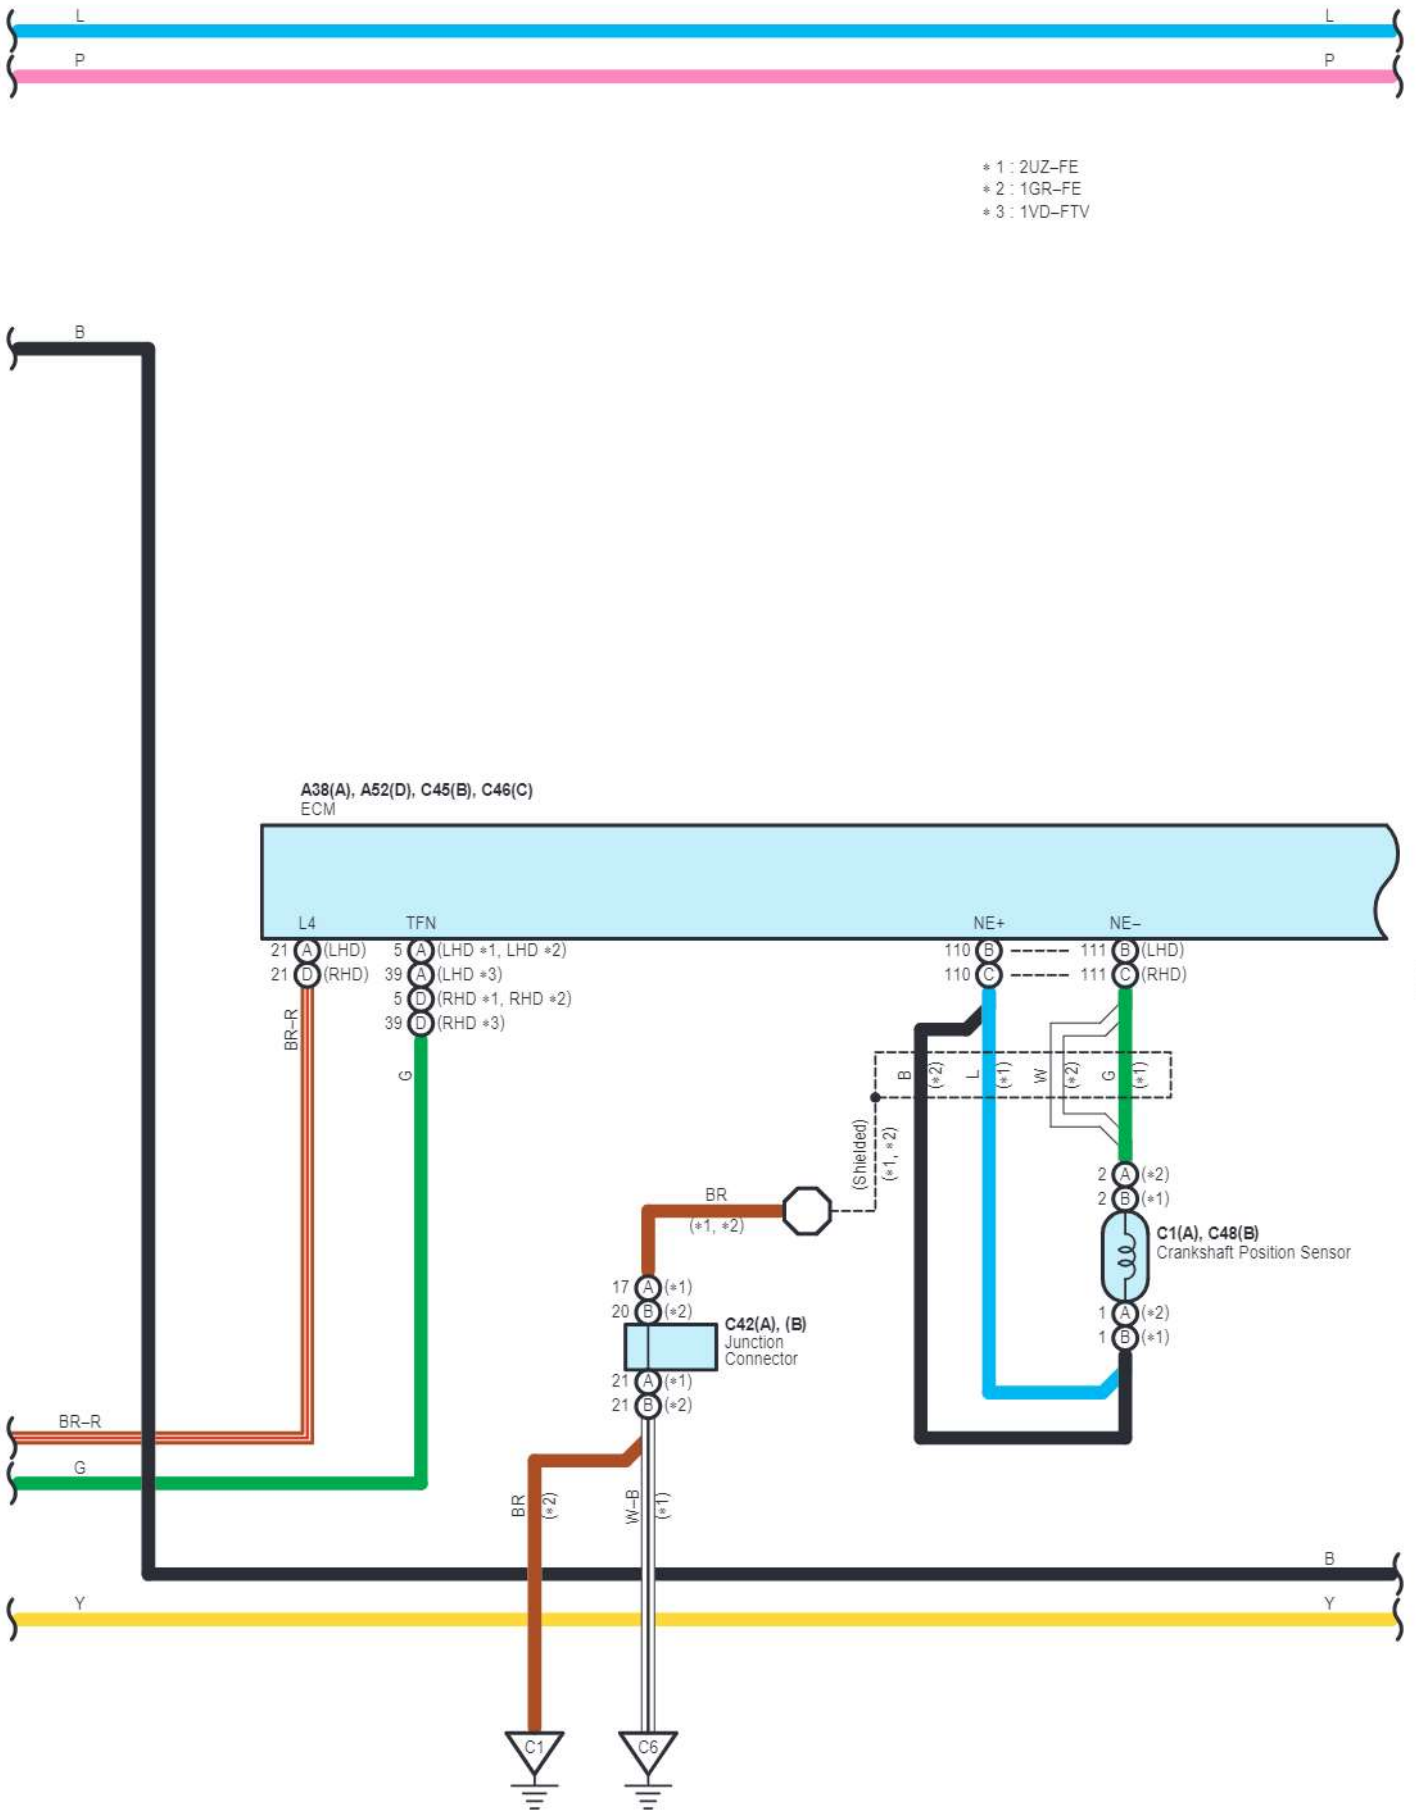 L L
P P
* 1 : 2UZ–FE
* 2 : 1GR–FE
* 3 : 1VD–FTV
B
A38(A), A52(D), C45(B), C46(C)
ECM
L4 TFN NE+ NE–
21 A (LHD) 5 A (LHD *1, LHD *2) 110 B 111 B (LHD)
21 D (RHD) 39 A (LHD *3) 110 C 111 C (RHD)
5 D (RHD *1, RHD *2)
39 D (RHD *3)
BR–R
G
B (*2) L (*1) W (*2) G (*1)
(Shielded)
(*1, *2)
2 A (*2)
2 B (*1)
BR
(*1, *2)
C1(A), C48(B)
Crankshaft Position Sensor
17 A (*1)
20 B (*2)
1 A (*2)
1 B (*1)
C42(A), (B)
Junction
Connector
21 A (*1)
21 B (*2)
BR–R
G
BR (*2) W–B (*1)
B
Y Y
C1 C6